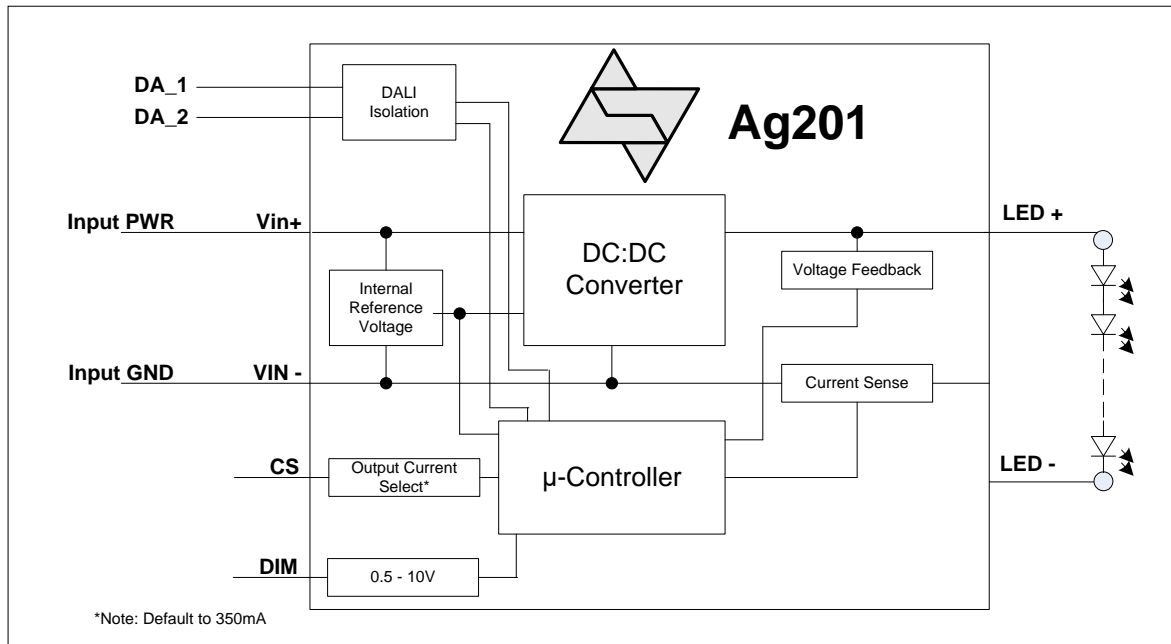 DA_1
DA_2
DALI
Isolation
Ag201
Input PWR
Vin+
LED +
DC:DC
Converter
Voltage Feedback
Internal
Reference
Voltage
Input GND
VIN -
Current Sense
CS
Output Current
Select*
µ-Controller
LED -
DIM
0.5 - 10V
*Note: Default to 350mA